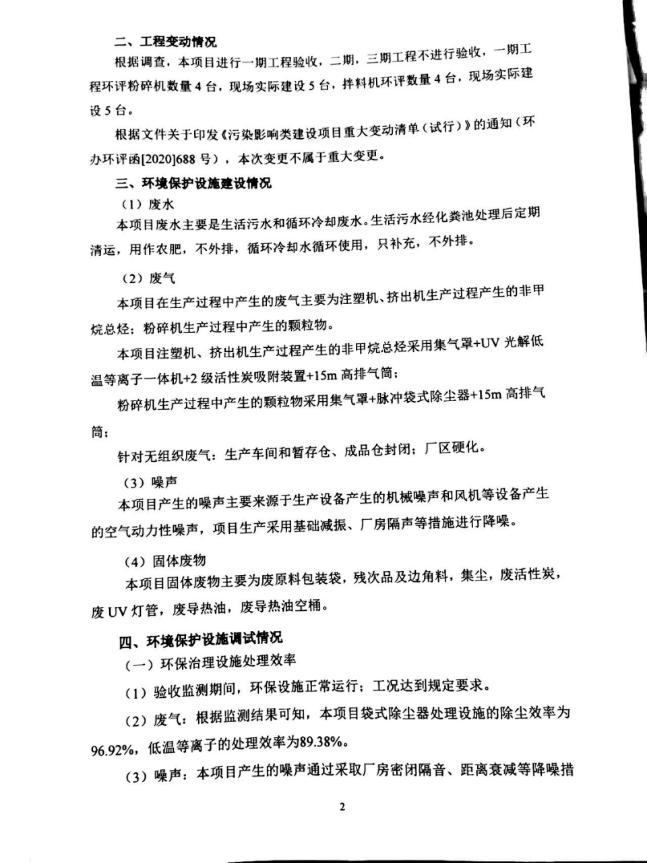 二、工程变动情况
根据调查，本项目进行一期工程验收，二期，三期工程不进行验收，一期工
程环评粉碎机数量 4 台，现场实际建设 5 台，拌料机环评数量 4 台，现场实际建
设 5 台。
根据文件关于印发《污染影响类建设项目重大变动清单（试行）》的通知（环
办环评函[2020]688 号），本次变更不属于重大变更。
三、环境保护设施建设情况
（1）废水
本项目废水主要是生活污水和循环冷却废水。生活污水经化粪池处理后定期
清运，用作农肥，不外排，循环冷却水循环使用，只补充，不外排。
（2）废气
本项目在生产过程中产生的废气主要为注塑机、挤出机生产过程产生的非甲
烷总烃；粉碎机生产过程中产生的颗粒物。
本项目注塑机、挤出机生产过程产生的非甲烷总烃采用集气罩+UV 光解低
温等离子一体机+2 级活性炭吸附装置+15m 高排气筒；
粉碎机生产过程中产生的颗粒物采用集气罩+脉冲袋式除尘器+15m 高排气
筒；
针对无组织废气：生产车间和暂存仓、成品仓封闭；厂区硬化。
（3）噪声
本项目产生的噪声主要来源于生产设备产生的机械噪声和风机等设备产生
的空气动力性噪声，项目生产采用基础减振、厂房隔声等措施进行降噪。
（4）固体废物
本项目固体废物主要为废原料包装袋，残次品及边角料，集尘，废活性炭，
废 UV 灯管，废导热油，废导热油空桶。
四、环境保护设施调试情况
（一）环保治理设施处理效率
（1）验收监测期间，环保设施正常运行；工况达到规定要求。
（2）废气：根据监测结果可知，本项目袋式除尘器处理设施的除尘效率为
96.92%，低温等离子的处理效率为89.38%。
（3）噪声：本项目产生的噪声通过采取厂房密闭隔音、距离衰减等降噪措
2